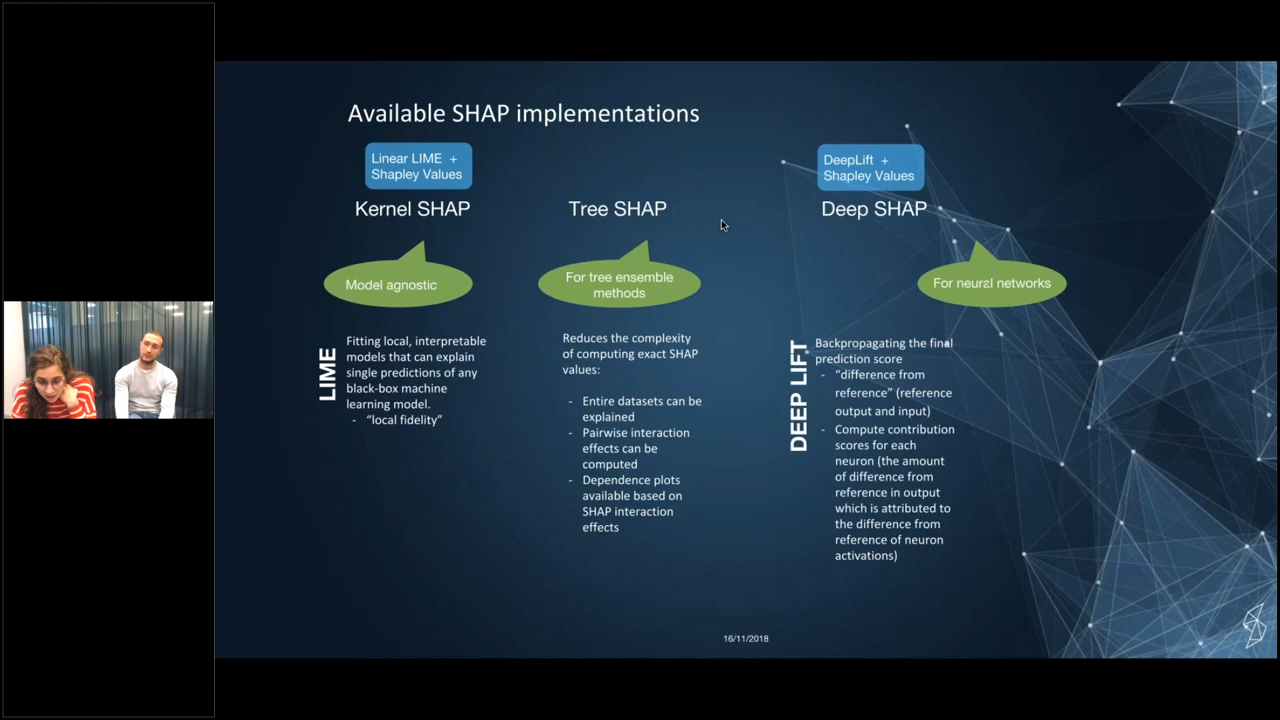 Available SHAP implementations
Linear LIME +
Shapley Values
Kernel SHAP
Model agnostic
LIME
Fitting local, interpretable
models that can explain
single predictions of any
black-box machine
learning model.
- “local fidelity”
Tree SHAP
For tree ensemble
methods
Reduces the complexity
of computing exact SHAP
values:
- Entire datasets can be
explained
- Pairwise interaction
effects can be
computed
- Dependence plots
available based on
SHAP interaction
effects
DeepLift +
Shapley Values
Deep SHAP
For neural networks
DEEP LIFT
Backpropagating the final
prediction score
- “difference from
reference” (reference
output and input)
- Compute contribution
scores for each
neuron (the amount
of difference from
reference in output
which is attributed to
the difference from
reference of neuron
activations)
16/11/2018